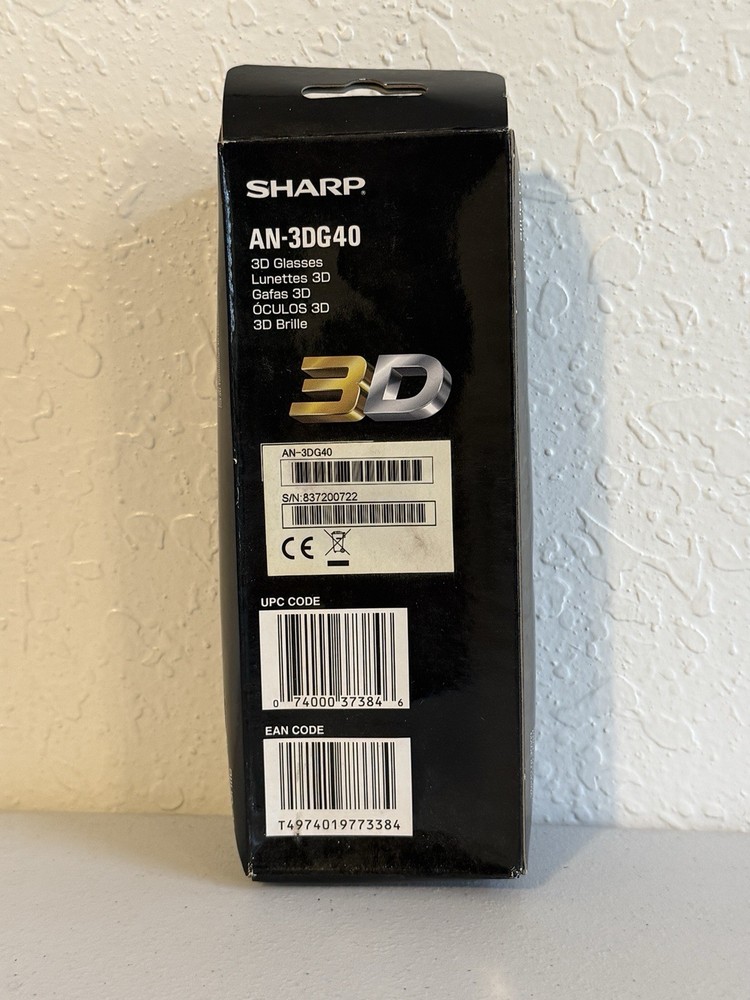 SHARP®
AN-3DG40
3D Glasses
Lunettes 3D
Gafas 3D
ÓCULOS 3D
3D Brille
3D
AN-3DG40
S/N:837200722
CE
UPC CODE
0 74000 37384 6
EAN CODE
T4974019773384